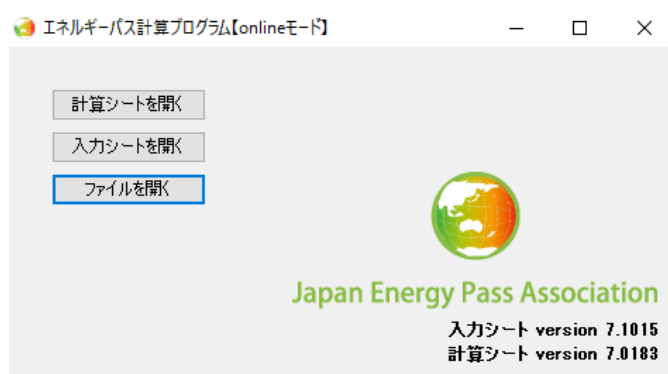 エネルギーパス計算プログラム【onlineモード】
計算シートを開く
入力シートを開く
ファイルを開く
Japan Energy Pass Association
入力シート version 7.1015
計算シート version 7.0183